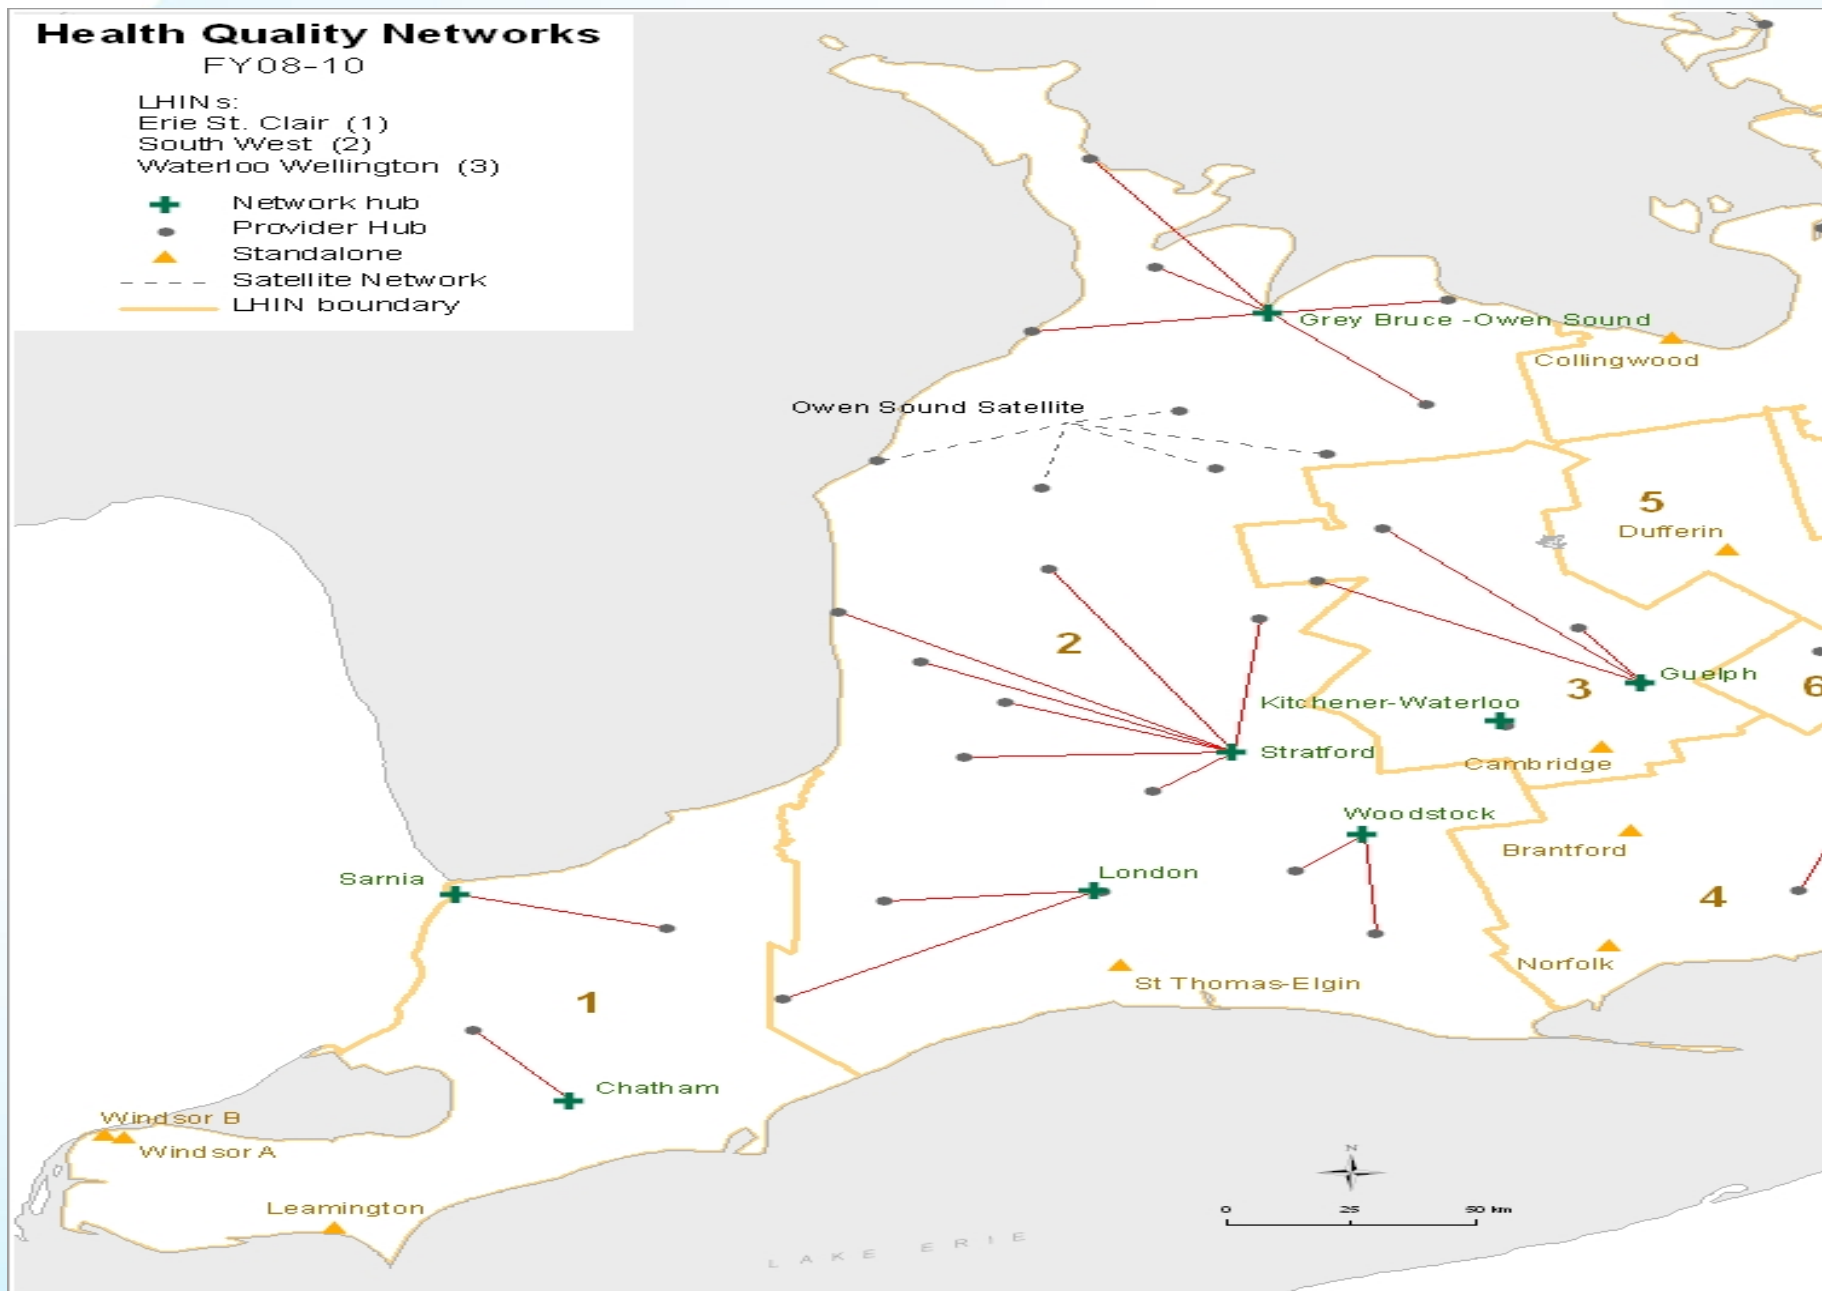 Health Quality Networks
FY08-10
LHINs:
Erie St. Clair (1)
South West (2)
Waterloo Wellington (3)
Network hub
Provider Hub
Standalone
Satellite Network
LHIN boundary
Grey Bruce -Owen Sound
Collingwood
Owen Sound Satellite
5
Dufferin
2
Guelph
3
6
Kitchener-Waterloo
Stratford
Cambridge
Woodstock
Brantford
London
Sarnia
4
Norfolk
St Thomas-Elgin
1
Chatham
Windsor B
Windsor A
N
Leamington
0 25 50 km
LAKE ERIE